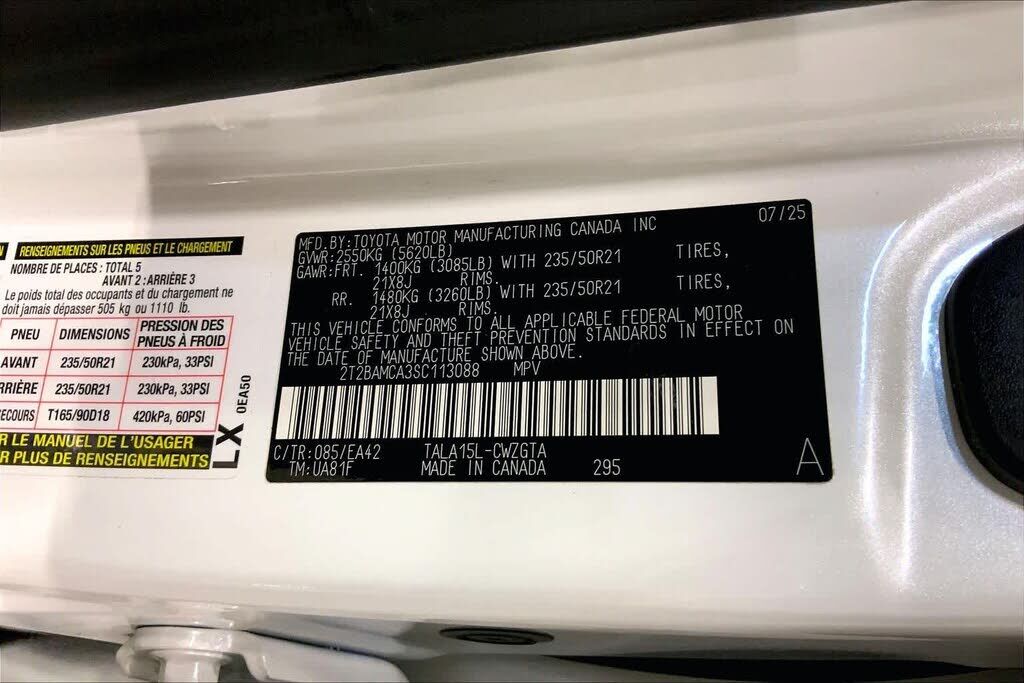 RENSEIGNEMENTS SUR LES PNEUS ET LE CHARGEMENT
NOMBRE DE PLACES : TOTAL 5
AVANT 2 : ARRIÈRE 3
Le poids total des occupants et du chargement ne
doit jamais dépasser 505 kg ou 1110 lb.
PNEU DIMENSIONS PRESSION DES PNEUS À FROID
AVANT 235/50R21 230kPa, 33PSI
RRIÈRE 235/50R21 230kPa, 33PSI
ECOURS T165/90D18 420kPa, 60PSI
R LE MANUEL DE L'USAGER
R PLUS DE RENSEIGNEMENTS
LX 0EA50
07/25
MFD.BY:TOYOTA MOTOR MANUFACTURING CANADA INC
GVWR:2550KG (5620LB)
GAWR:FRT. 1400KG (3085LB) WITH 235/50R21 TIRES,
21X8J RIMS.
RR. 1480KG (3260LB) WITH 235/50R21 TIRES,
21X8J RIMS.
THIS VEHICLE CONFORMS TO ALL APPLICABLE FEDERAL MOTOR
VEHICLE SAFETY AND THEFT PREVENTION STANDARDS IN EFFECT ON
THE DATE OF MANUFACTURE SHOWN ABOVE.
2T2BAMCA3SC113088 MPV
C/TR:085/EA42 TALA15L-CWZGTA
TM:UA81F MADE IN CANADA 295 A